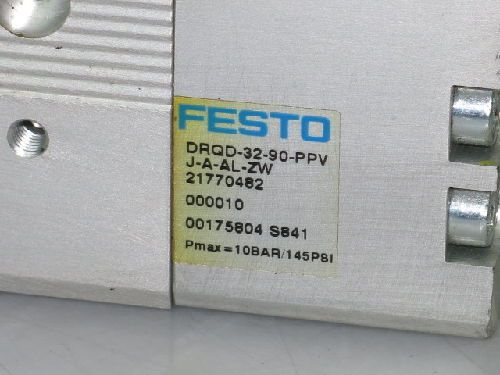 FESTO
DRQD-32-90-PPV
J-A-AL-ZW
21770482
000010
00175804 S841
Pmax=10BAR/145PSI